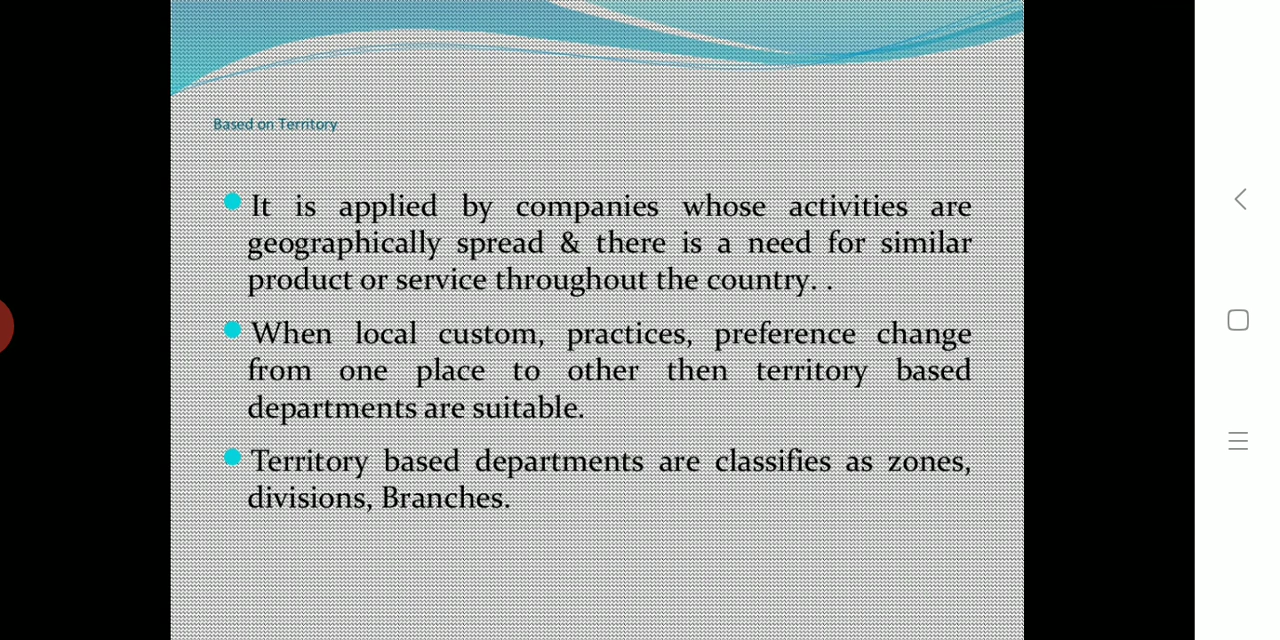 Based on Territory
It is applied by companies whose activities are
geographically spread & there is a need for similar
product or service throughout the country. .
When local custom, practices, preference change
from one place to other then territory based
departments are suitable.
Territory based departments are classifies as zones,
divisions, Branches.